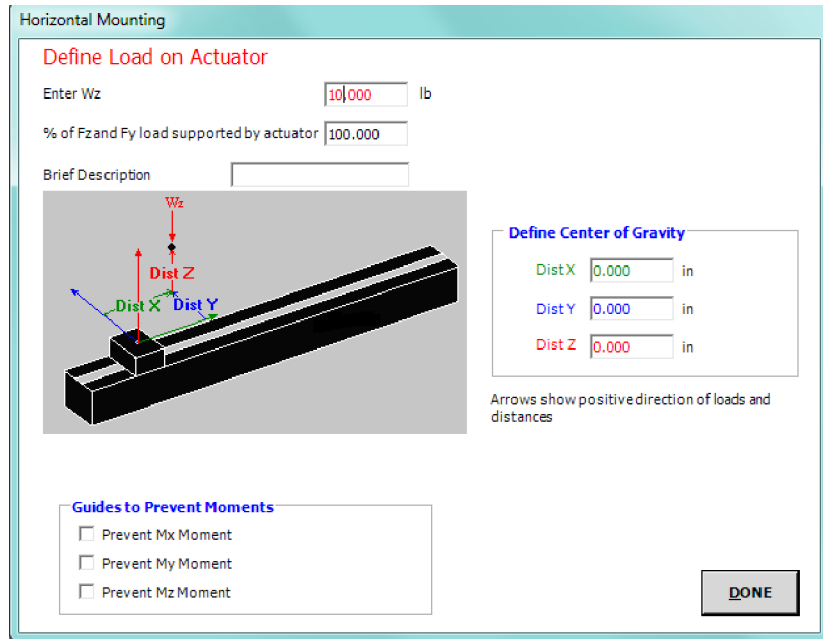 Horizontal Mounting
Define Load on Actuator
Enter Wz 10.000 lb
% of Fzand Fy load supported by actuator 100.000
Brief Description
Wz
Dist Z
Dist X Dist Y
Define Center of Gravity
Dist X 0.000 in
Dist Y 0.000 in
Dist Z 0.000 in
Arrows show positive direction of loads and
distances
Guides to Prevent Moments
Prevent Mx Moment
Prevent My Moment
Prevent Mz Moment
DONE